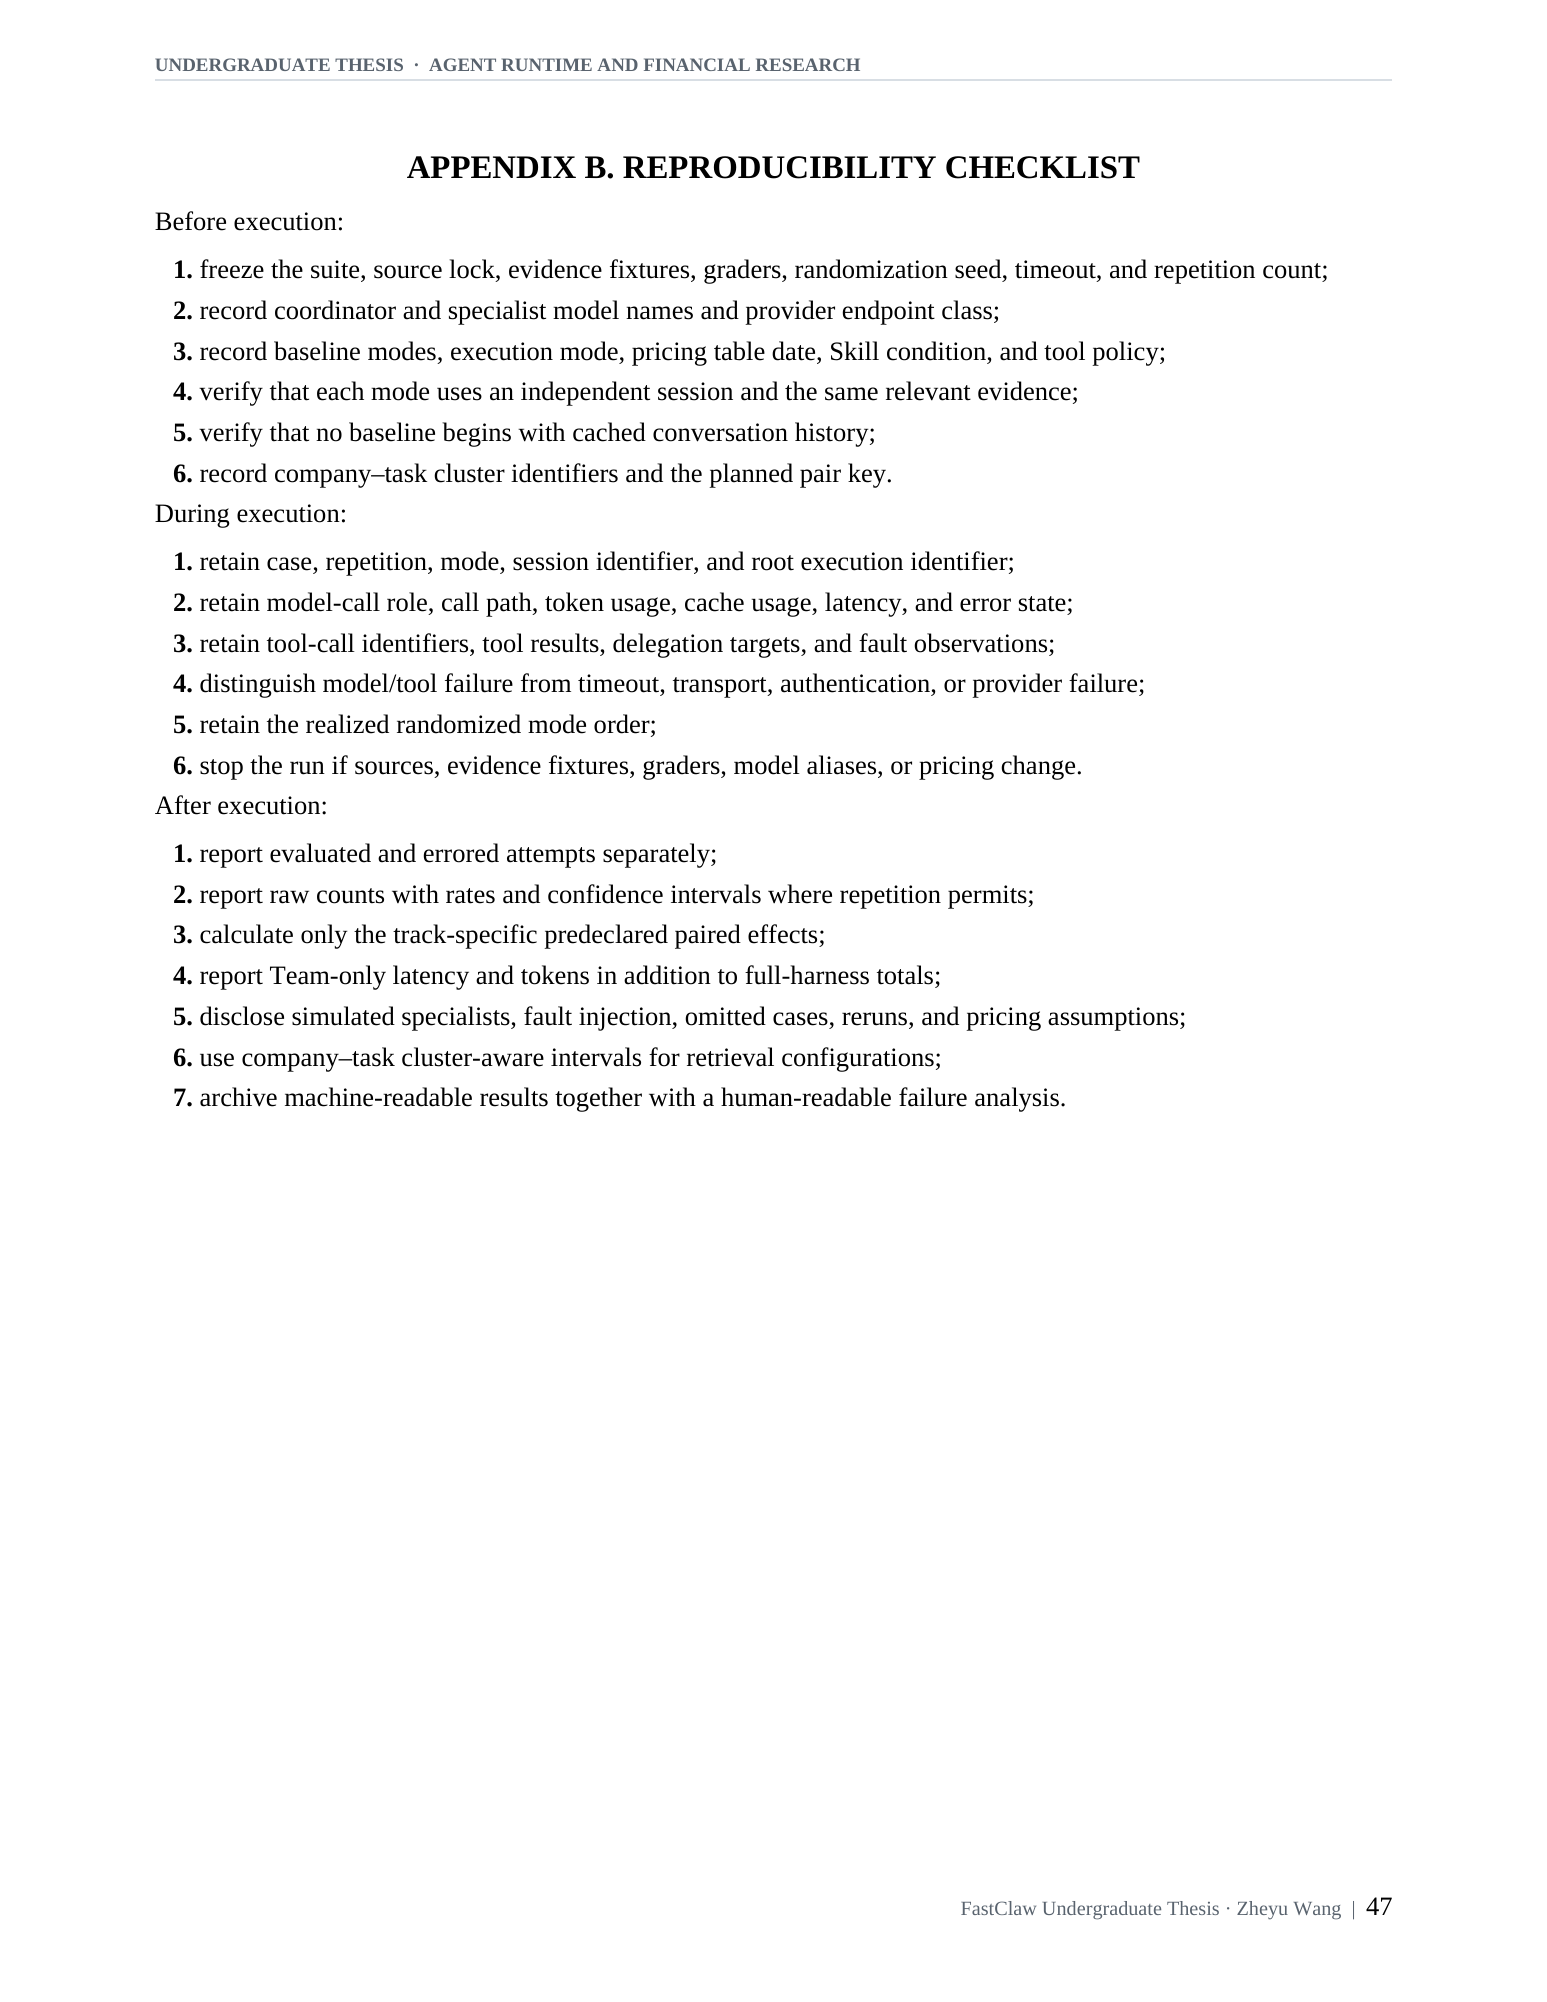 UNDERGRADUATE THESIS · AGENT RUNTIME AND FINANCIAL RESEARCH
APPENDIX B. REPRODUCIBILITY CHECKLIST
Before execution:
1. freeze the suite, source lock, evidence fixtures, graders, randomization seed, timeout, and repetition count;
2. record coordinator and specialist model names and provider endpoint class;
3. record baseline modes, execution mode, pricing table date, Skill condition, and tool policy;
4. verify that each mode uses an independent session and the same relevant evidence;
5. verify that no baseline begins with cached conversation history;
6. record company–task cluster identifiers and the planned pair key.
During execution:
1. retain case, repetition, mode, session identifier, and root execution identifier;
2. retain model-call role, call path, token usage, cache usage, latency, and error state;
3. retain tool-call identifiers, tool results, delegation targets, and fault observations;
4. distinguish model/tool failure from timeout, transport, authentication, or provider failure;
5. retain the realized randomized mode order;
6. stop the run if sources, evidence fixtures, graders, model aliases, or pricing change.
After execution:
1. report evaluated and errored attempts separately;
2. report raw counts with rates and confidence intervals where repetition permits;
3. calculate only the track-specific predeclared paired effects;
4. report Team-only latency and tokens in addition to full-harness totals;
5. disclose simulated specialists, fault injection, omitted cases, reruns, and pricing assumptions;
6. use company–task cluster-aware intervals for retrieval configurations;
7. archive machine-readable results together with a human-readable failure analysis.
FastClaw Undergraduate Thesis · Zheyu Wang | 47